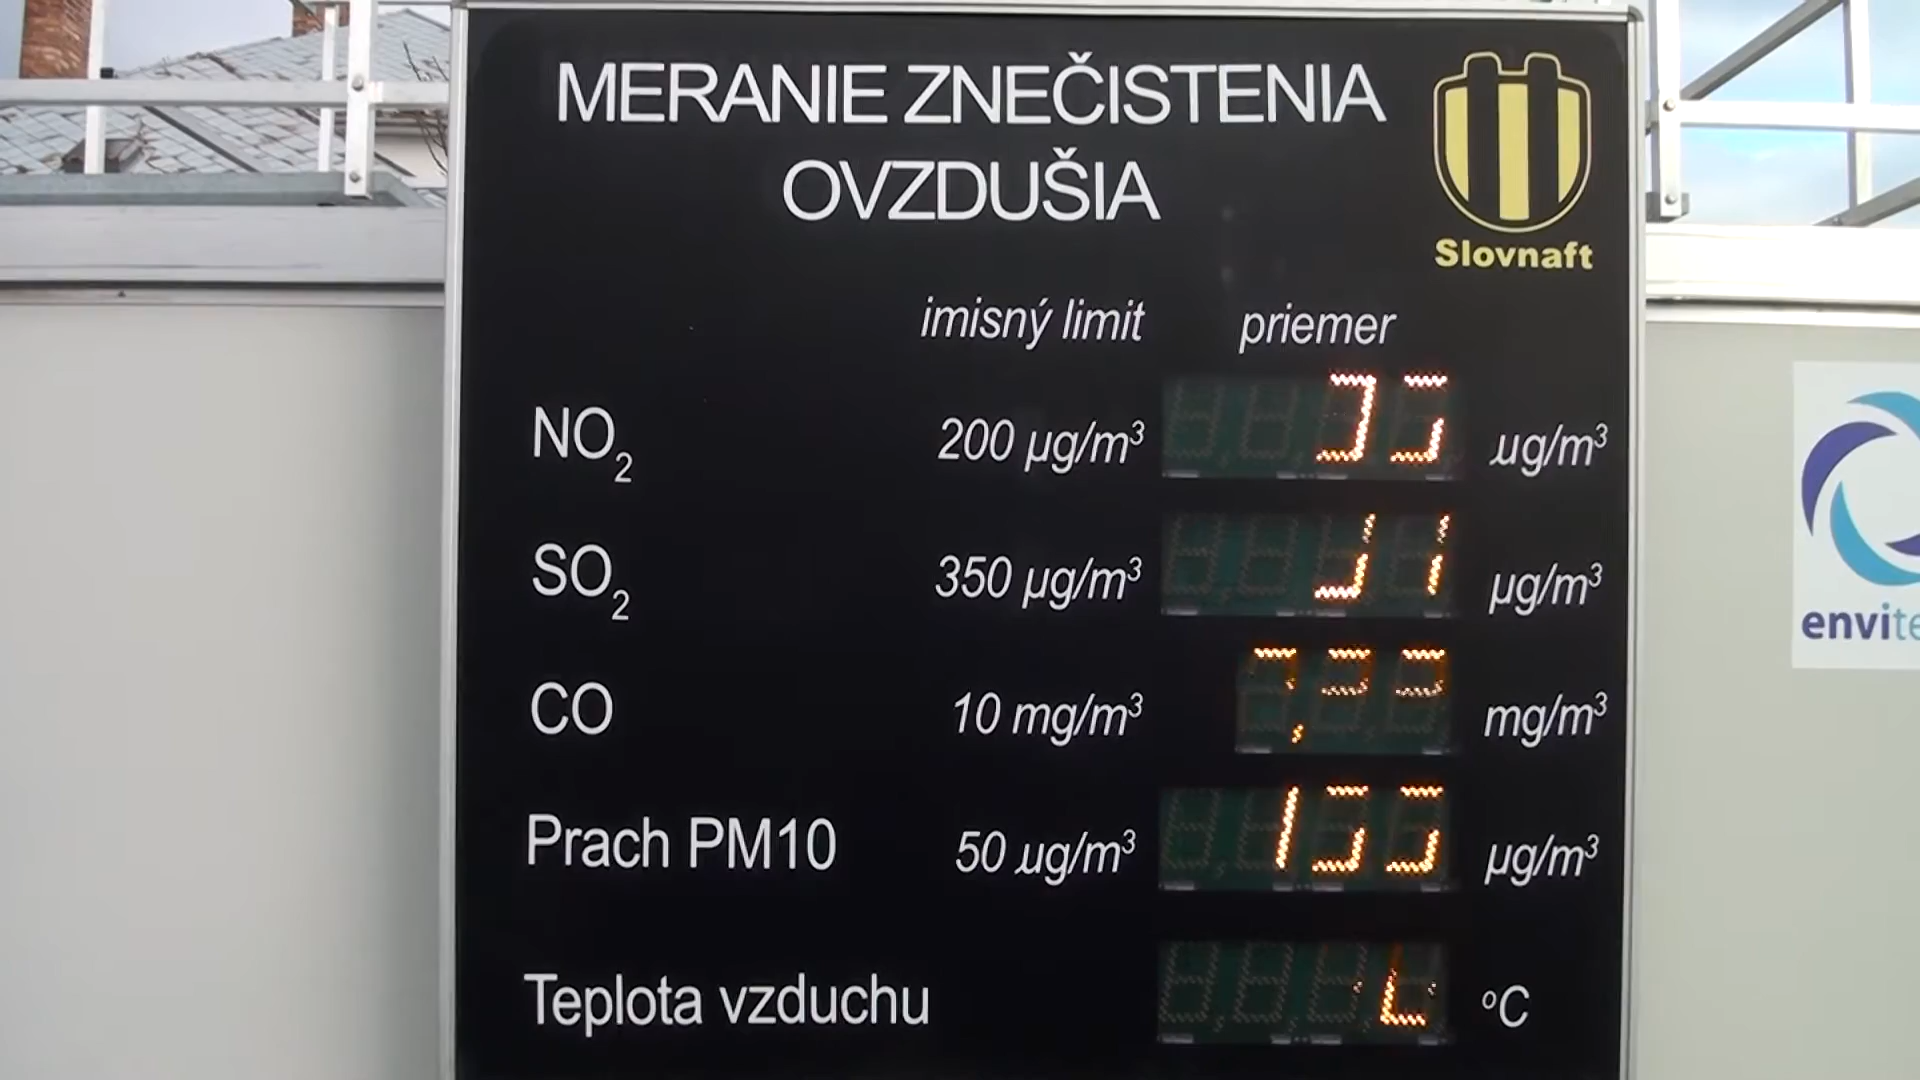 MERANIE ZNEČISTENIA
OVZDUŠIA
Slovnaft
imisný limit priemer
NO₂ 200 µg/m³ µg/m³
SO₂ 350 µg/m³ µg/m³
CO 10 mg/m³ mg/m³
Prach PM10 50 µg/m³ µg/m³
Teplota vzduchu °C